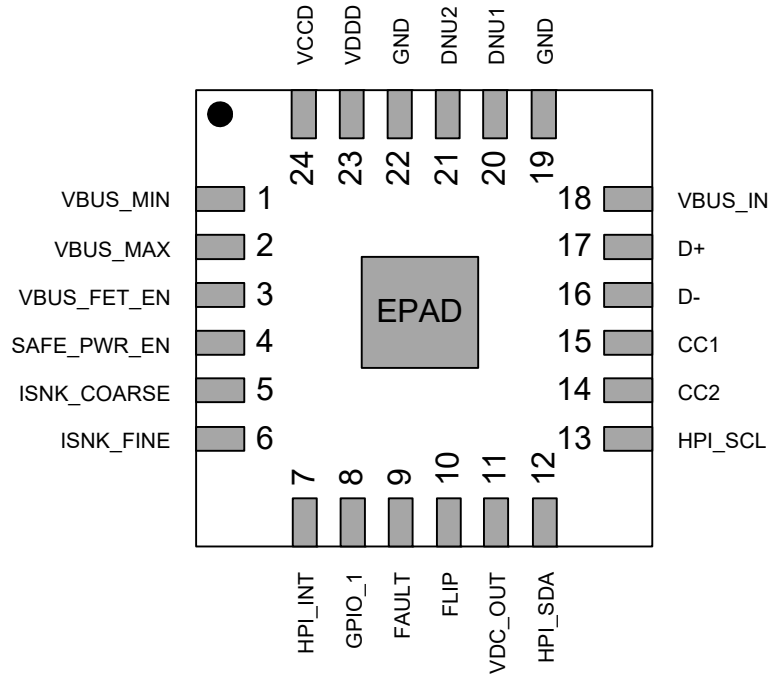 VCCD
VDDD
GND
DNU2
DNU1
GND
24
23
22
21
20
19
VBUS_MIN 1
VBUS_MAX 2
VBUS_FET_EN 3
SAFE_PWR_EN 4
ISNK_COARSE 5
ISNK_FINE 6
EPAD
18 VBUS_IN
17 D+
16 D-
15 CC1
14 CC2
13 HPI_SCL
7
8
9
10
11
12
HPI_INT
GPIO_1
FAULT
FLIP
VDC_OUT
HPI_SDA